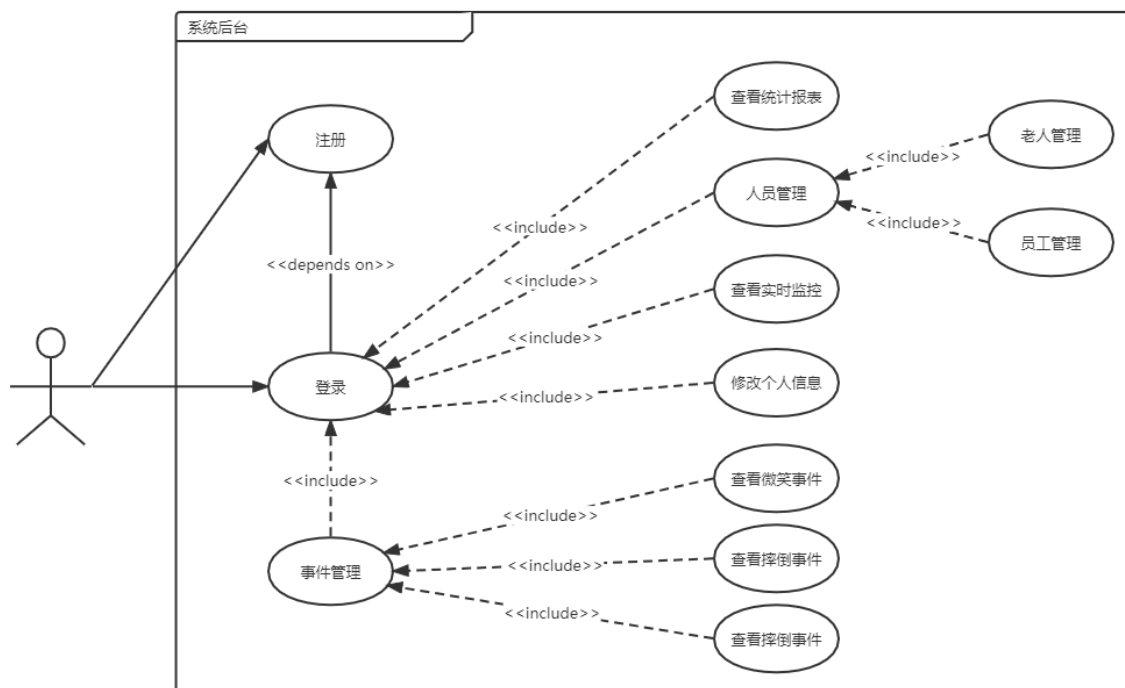 系统后台
查看统计报表
注册
老人管理
<<include>>
人员管理
<<include>>
<<include>>
员工管理
<<depends on>>
<<include>>
查看实时监控
<<include>>
登录
修改个人信息
<<include>>
<<include>>
查看微笑事件
<<include>>
事件管理
<<include>>
查看摔倒事件
<<include>>
查看摔倒事件